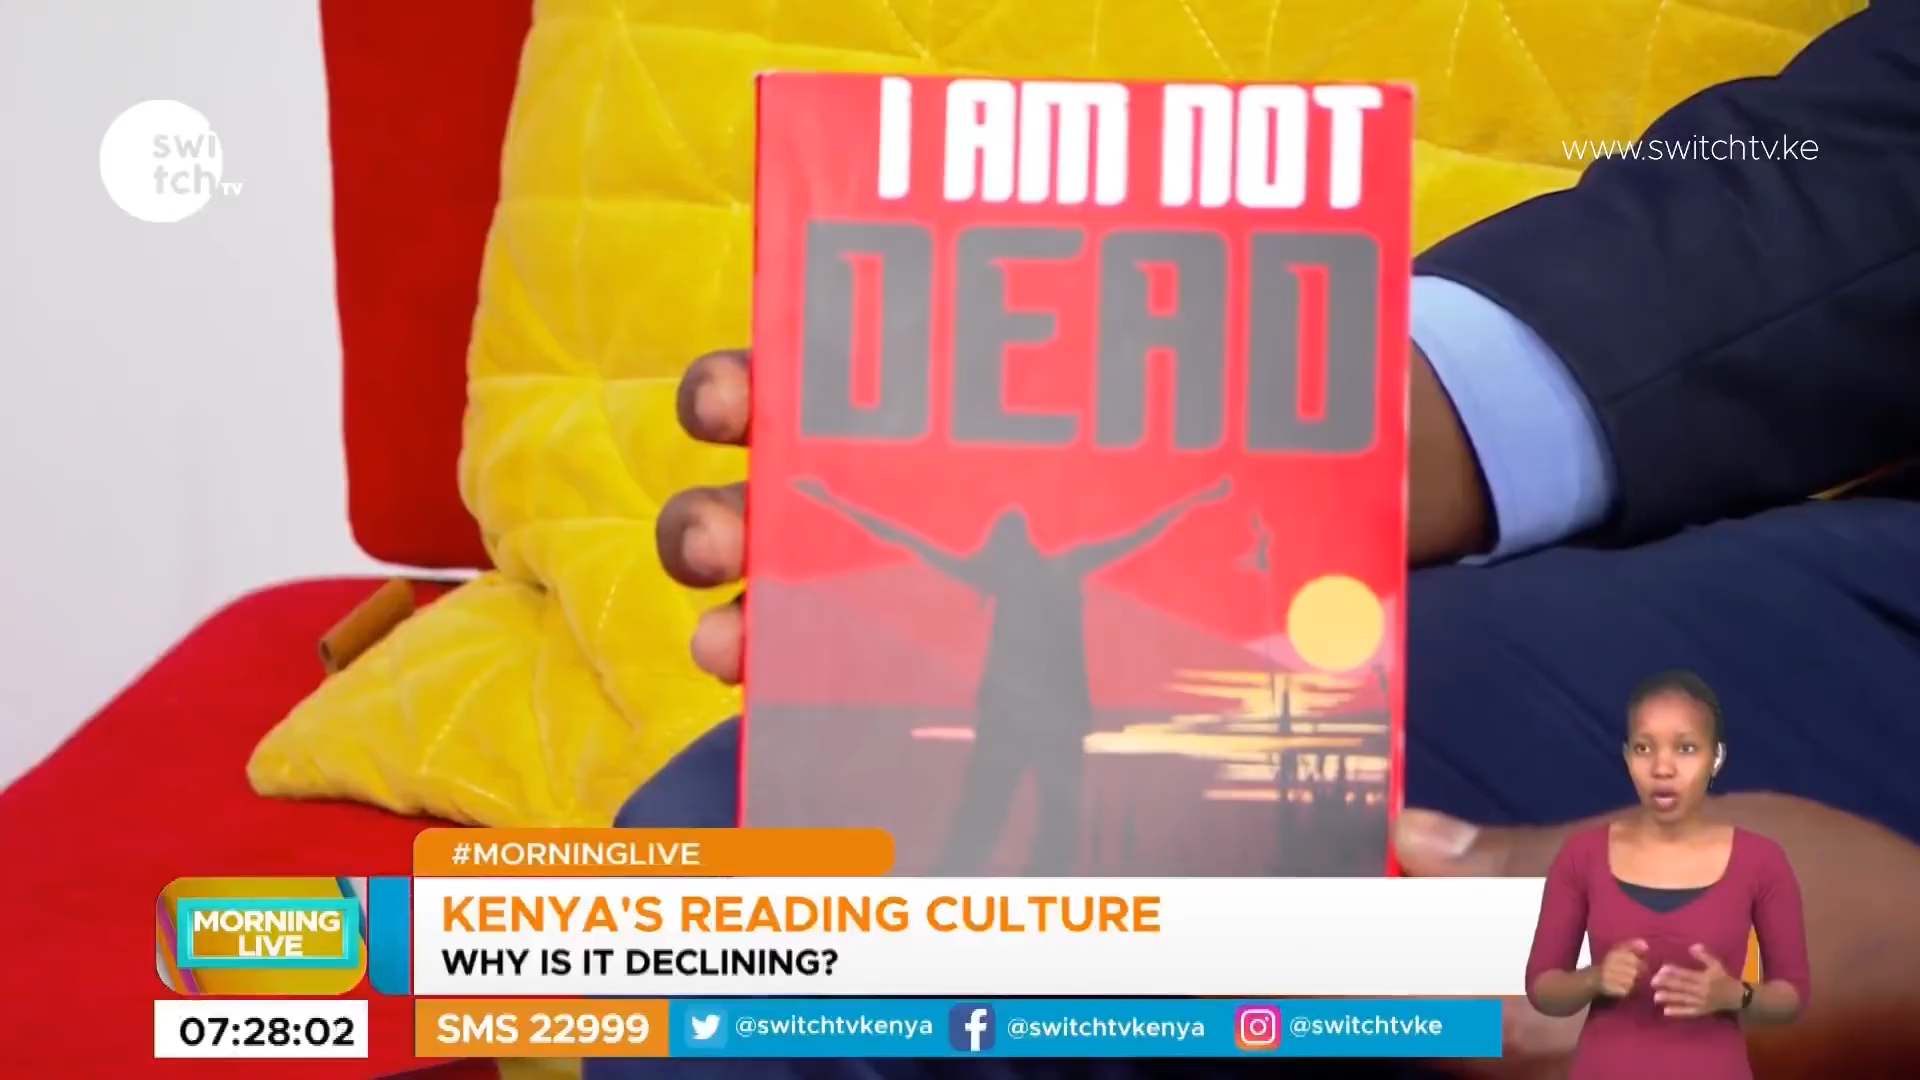 swi
tch TV
www.switchtv.ke
I AM NOT
DEAD
#MORNINGLIVE
MORNING
LIVE
KENYA'S READING CULTURE
WHY IS IT DECLINING?
07:28:02
SMS 22999
@switchtvkenya
@switchtvkenya
@switchtvke